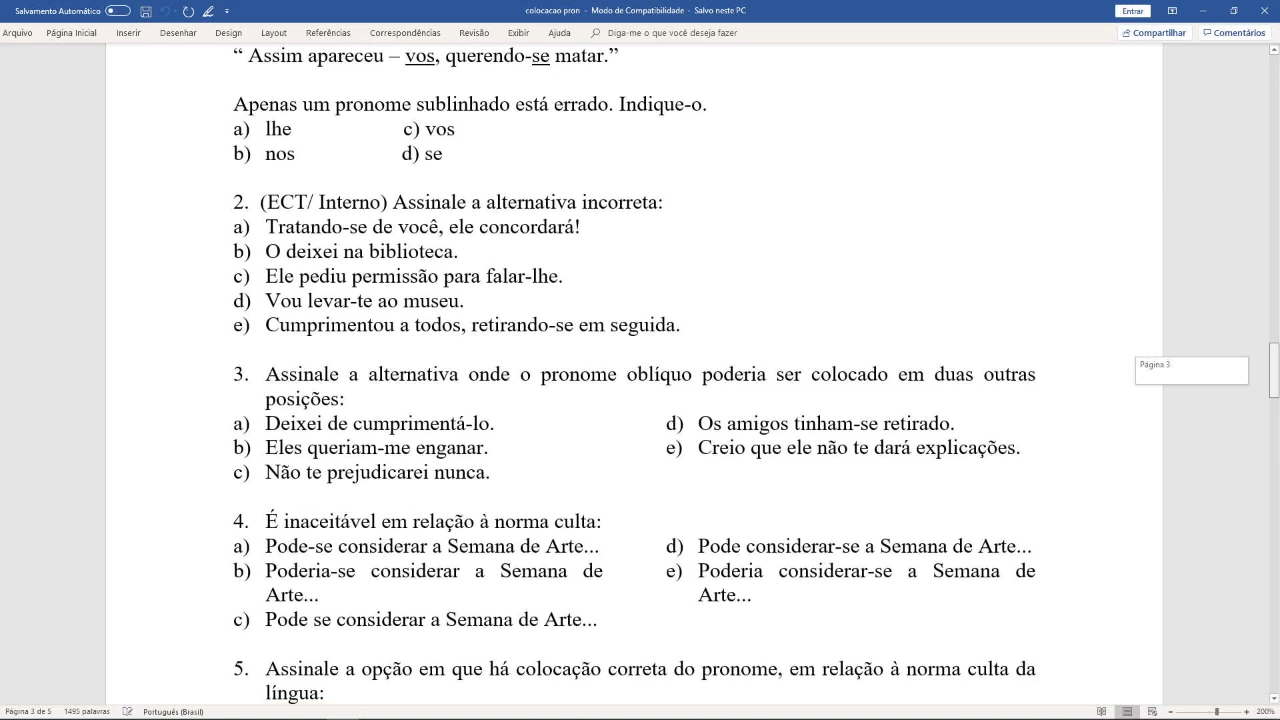 Salvamento Automático
colocacao pron - Modo de Compatibilidade - Salvo neste PC
Entrar
Arquivo Página Inicial Inserir Desenhar Design Layout Referências Correspondências Revisão Exibir Ajuda Diga-me o que você deseja fazer Compartilhar Comentários
“ Assim apareceu – vos, querendo-se matar.”
Apenas um pronome sublinhado está errado. Indique-o.
a) lhe c) vos
b) nos d) se
2. (ECT/ Interno) Assinale a alternativa incorreta:
a) Tratando-se de você, ele concordará!
b) O deixei na biblioteca.
c) Ele pediu permissão para falar-lhe.
d) Vou levar-te ao museu.
e) Cumprimentou a todos, retirando-se em seguida.
3. Assinale a alternativa onde o pronome oblíquo poderia ser colocado em duas outras
posições:
a) Deixei de cumprimentá-lo.
b) Eles queriam-me enganar.
c) Não te prejudicarei nunca.
d) Os amigos tinham-se retirado.
e) Creio que ele não te dará explicações.
Página 3
4. É inaceitável em relação à norma culta:
a) Pode-se considerar a Semana de Arte...
b) Poderia-se considerar a Semana de
Arte...
c) Pode se considerar a Semana de Arte...
d) Pode considerar-se a Semana de Arte...
e) Poderia considerar-se a Semana de
Arte...
5. Assinale a opção em que há colocação correta do pronome, em relação à norma culta da
língua:
Página 3 de 5 1495 palavras Português (Brasil) 200%